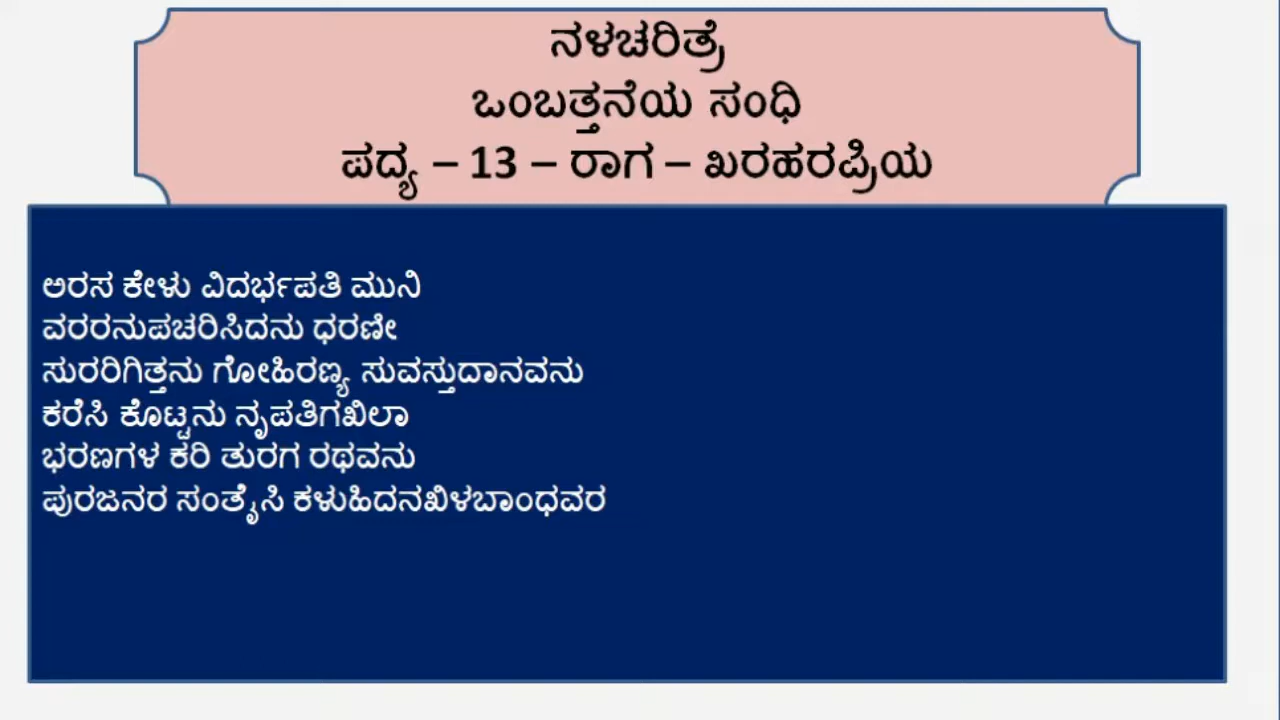 ನಳಚರಿತ್ರೆ
ಒಂಬತ್ತನೆಯ ಸಂಧಿ
ಪದ್ಯ – 13 – ರಾಗ – ಖರಹರಪ್ರಿಯ
ಅರಸ ಕೇಳು ವಿದರ್ಭಪತಿ ಮುನಿ
ವರರನುಪಚರಿಸಿದನು ಧರಣೀ
ಸುರರಿಗಿತ್ತನು ಗೋಹಿರಣ್ಯ ಸುವಸ್ತುದಾನವನು
ಕರೆಸಿ ಕೊಟ್ಟನು ನೃಪತಿಗಖಿಲಾ
ಭರಣಗಳ ಕರಿ ತುರಗ ರಥವನು
ಪುರಜನರ ಸಂತೈಸಿ ಕಳುಹಿದನಖಿಳಬಾಂಧವರ